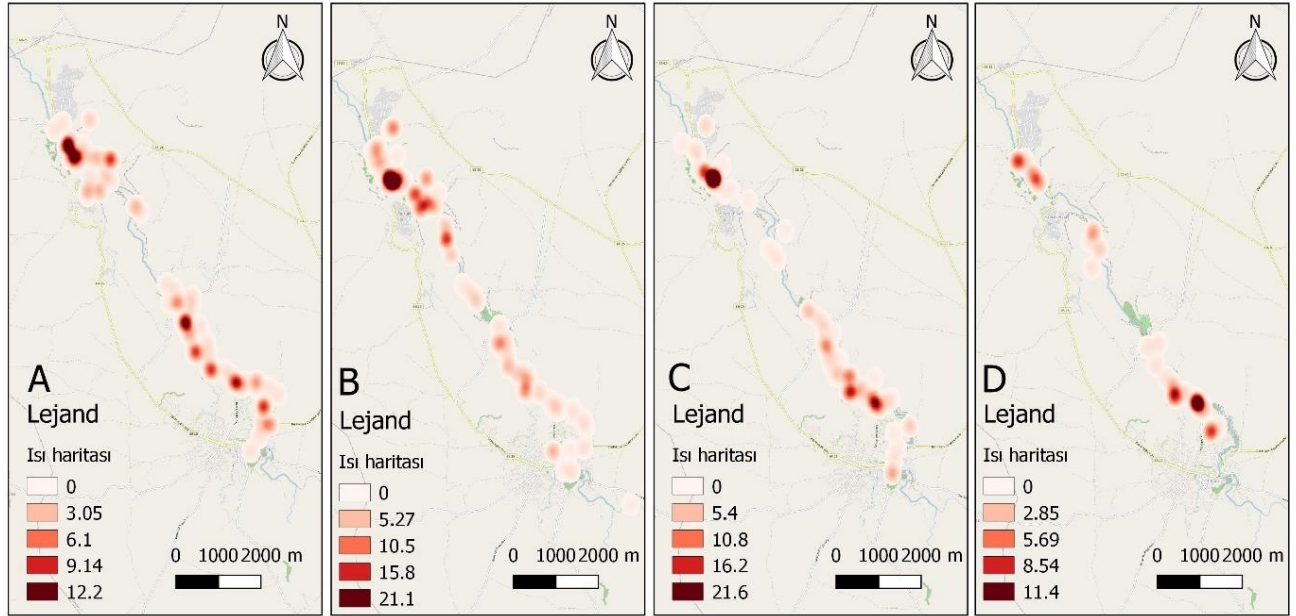 N
A
Lejand
Isı haritası
0
3.05
6.1
9.14
12.2
0 1000 2000 m
N
B
Lejand
Isı haritası
0
5.27
10.5
15.8
21.1
0 1000 2000 m
N
C
Lejand
Isı haritası
0
5.4
10.8
16.2
21.6
0 1000 2000 m
N
D
Lejand
Isı haritası
0
2.85
5.69
8.54
11.4
0 1000 2000 m